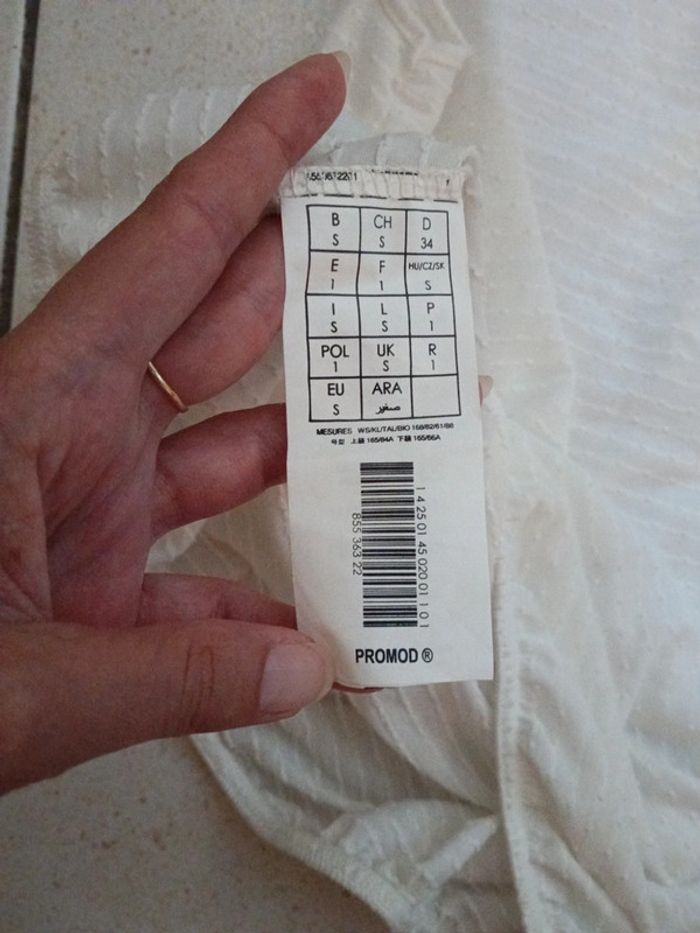 B CH D
S S 34
E F HU/CZ/SK
1 1 S
I L P
S S 1
POL UK R
1 S 1
EU ARA
S صغير
MESURES WS/KL/TAL/BIO 168/82/61/88
上装 165/84A 下装 165/66A
1 4 25 01 45 020 01 1 0 1
855 363 22
PROMOD ®